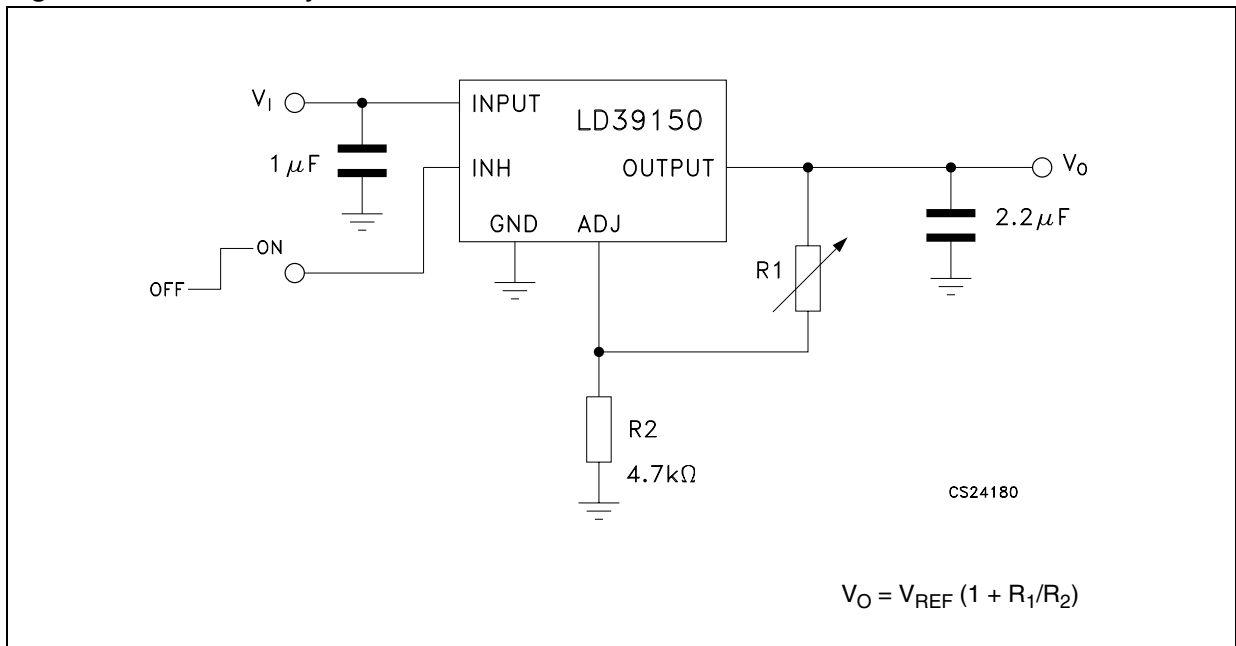 V_I
INPUT
LD39150
1 µF
INH
OUTPUT
V_O
GND
ADJ
2.2µF
ON
OFF
R1
R2
4.7kΩ
CS24180
V_O = V_REF (1 + R_1/R_2)